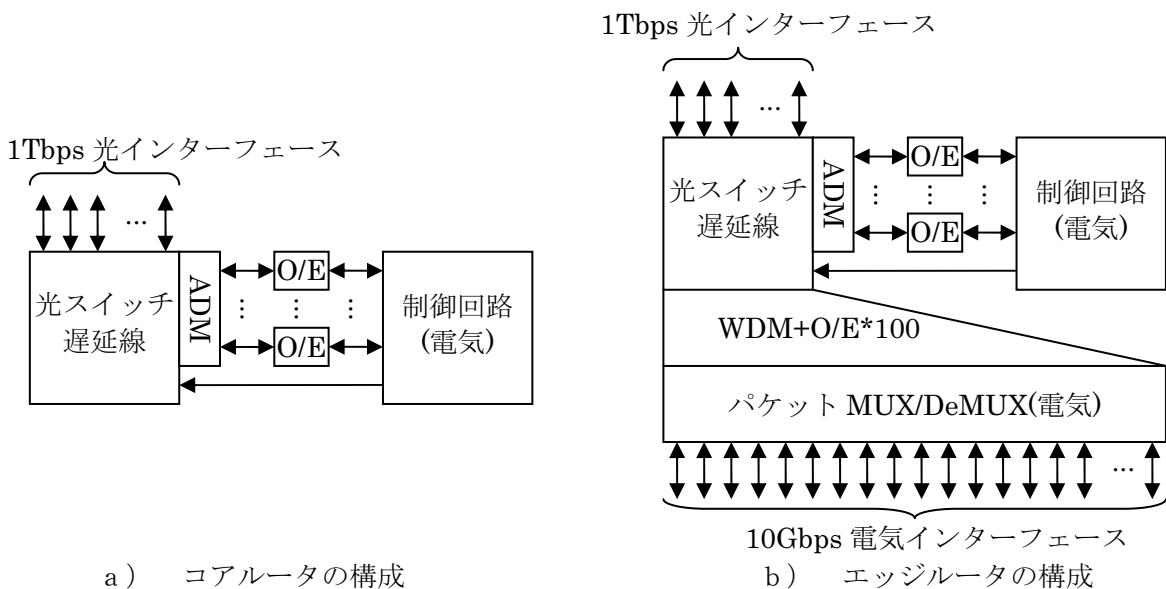 1Tbps 光インターフェース
...
光スイッチ
遅延線
ADM
O/E
⋮ ⋮ ⋮
O/E
制御回路
(電気)
a） コアルータの構成
1Tbps 光インターフェース
...
光スイッチ
遅延線
ADM
O/E
⋮ ⋮ ⋮
O/E
制御回路
(電気)
WDM+O/E*100
パケット MUX/DeMUX(電気)
...
10Gbps 電気インターフェース
b） エッジルータの構成